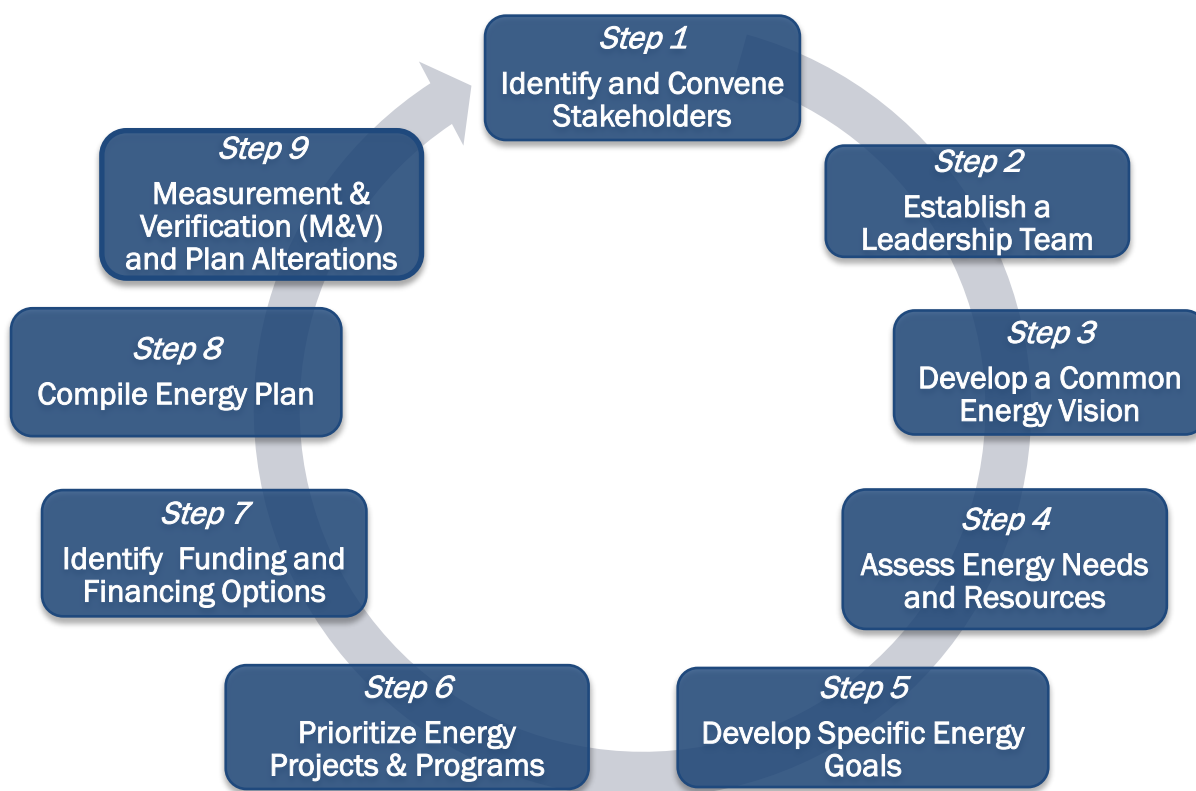 Step 1
Identify and Convene
Stakeholders
Step 2
Establish a
Leadership Team
Step 3
Develop a Common
Energy Vision
Step 4
Assess Energy Needs
and Resources
Step 5
Develop Specific Energy
Goals
Step 6
Prioritize Energy
Projects & Programs
Step 7
Identify  Funding and
Financing Options
Step 8
Compile Energy Plan
Step 9
Measurement &
Verification (M&V)
and Plan Alterations